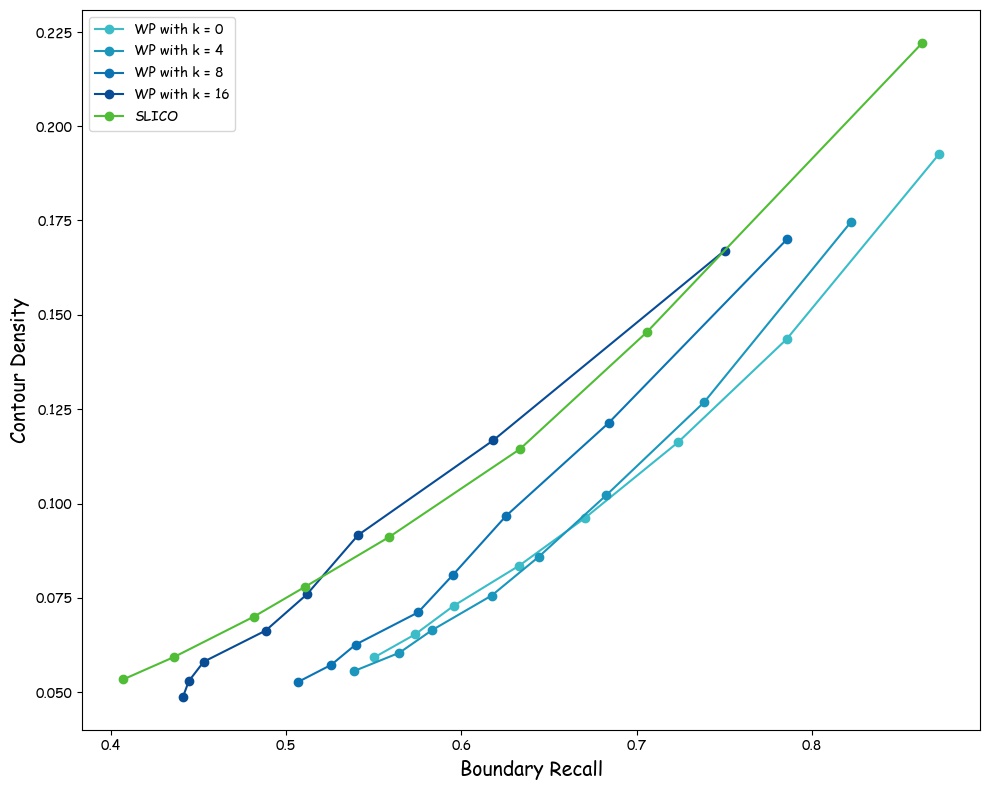 WP with k = 0
WP with k = 4
WP with k = 8
WP with k = 16
SLICO
0.225
0.200
0.175
0.150
0.125
0.100
0.075
0.050
Contour Density
0.4 0.5 0.6 0.7 0.8
Boundary Recall